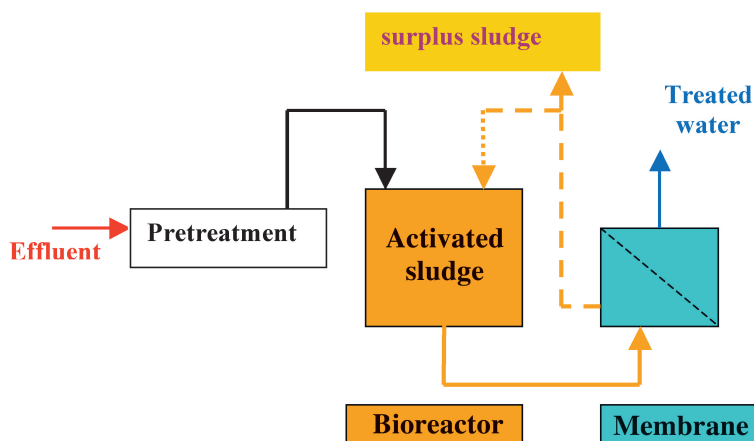 surplus sludge
Treated
water
Pretreatment
Effluent
Activated
sludge
Bioreactor
Membrane